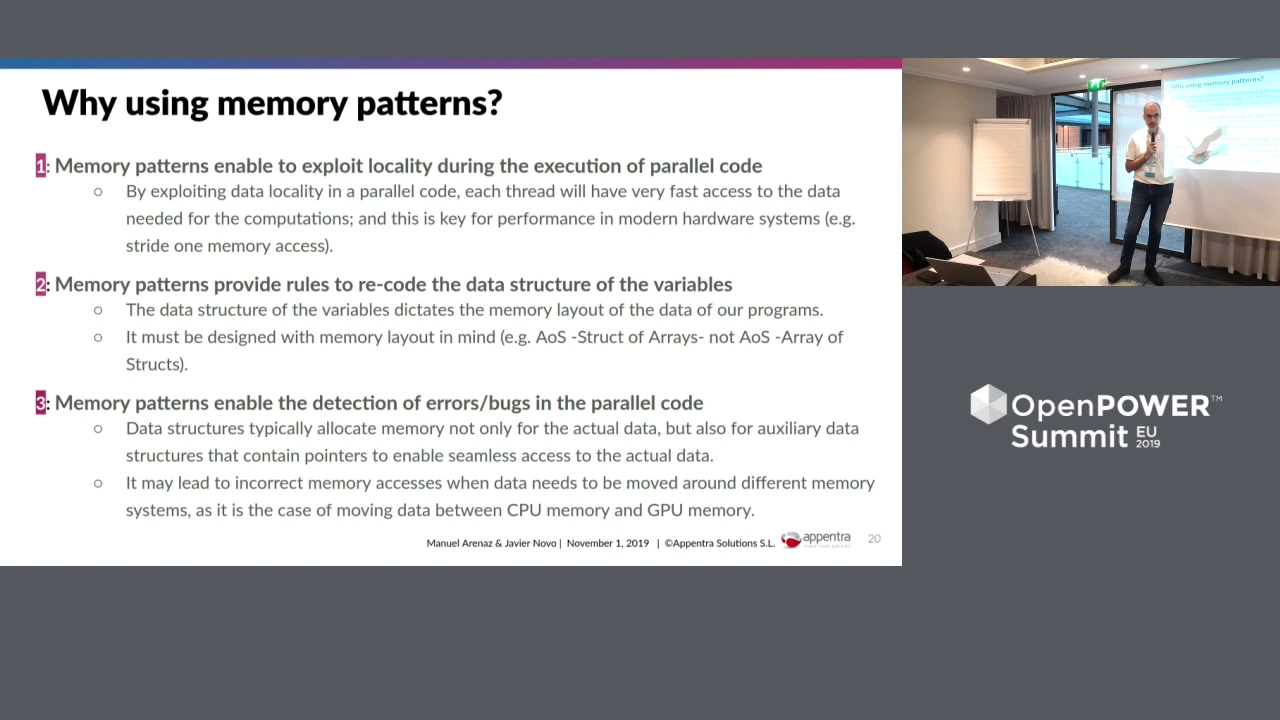 Why using memory patterns?
1: Memory patterns enable to exploit locality during the execution of parallel code
○ By exploiting data locality in a parallel code, each thread will have very fast access to the data
needed for the computations; and this is key for performance in modern hardware systems (e.g.
stride one memory access).
2: Memory patterns provide rules to re-code the data structure of the variables
○ The data structure of the variables dictates the memory layout of the data of our programs.
○ It must be designed with memory layout in mind (e.g. AoS -Struct of Arrays- not AoS -Array of
Structs).
3: Memory patterns enable the detection of errors/bugs in the parallel code
○ Data structures typically allocate memory not only for the actual data, but also for auxiliary data
structures that contain pointers to enable seamless access to the actual data.
○ It may lead to incorrect memory accesses when data needs to be moved around different memory
systems, as it is the case of moving data between CPU memory and GPU memory.
Manuel Arenaz & Javier Novo | November 1, 2019 | ©Appentra Solutions S.L.
appentra
20
Why using memory patterns?
OpenPOWER™
Summit EU
2019